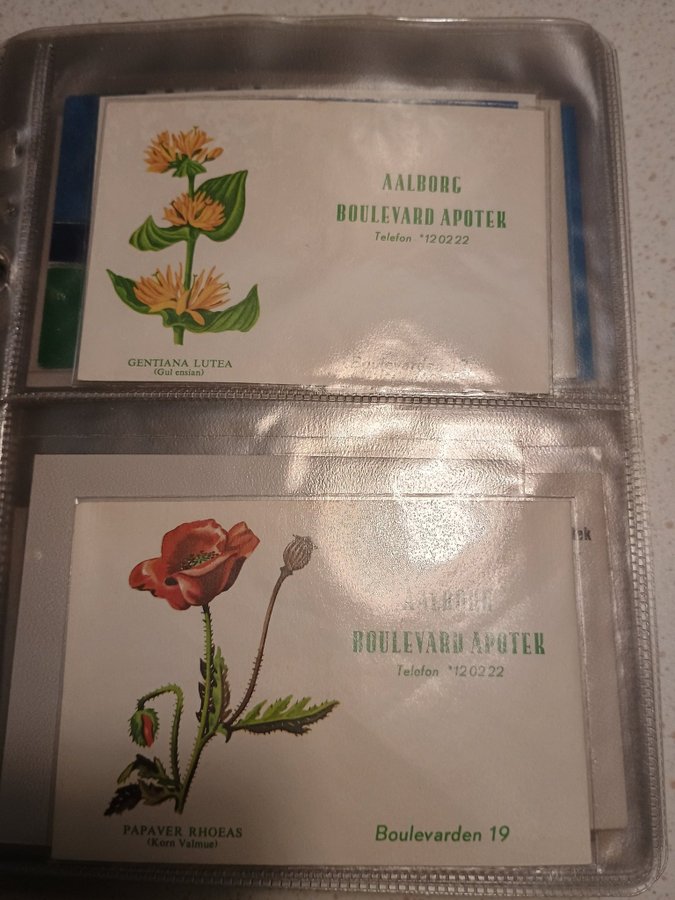 AALBORG
BOULEVARD APOTEK
Telefon *120222
GENTIANA LUTEA
(Gul ensian)
AALBORG
BOULEVARD APOTEK
Telefon *120222
PAPAVER RHOEAS
(Korn Valmue)
Boulevarden 19